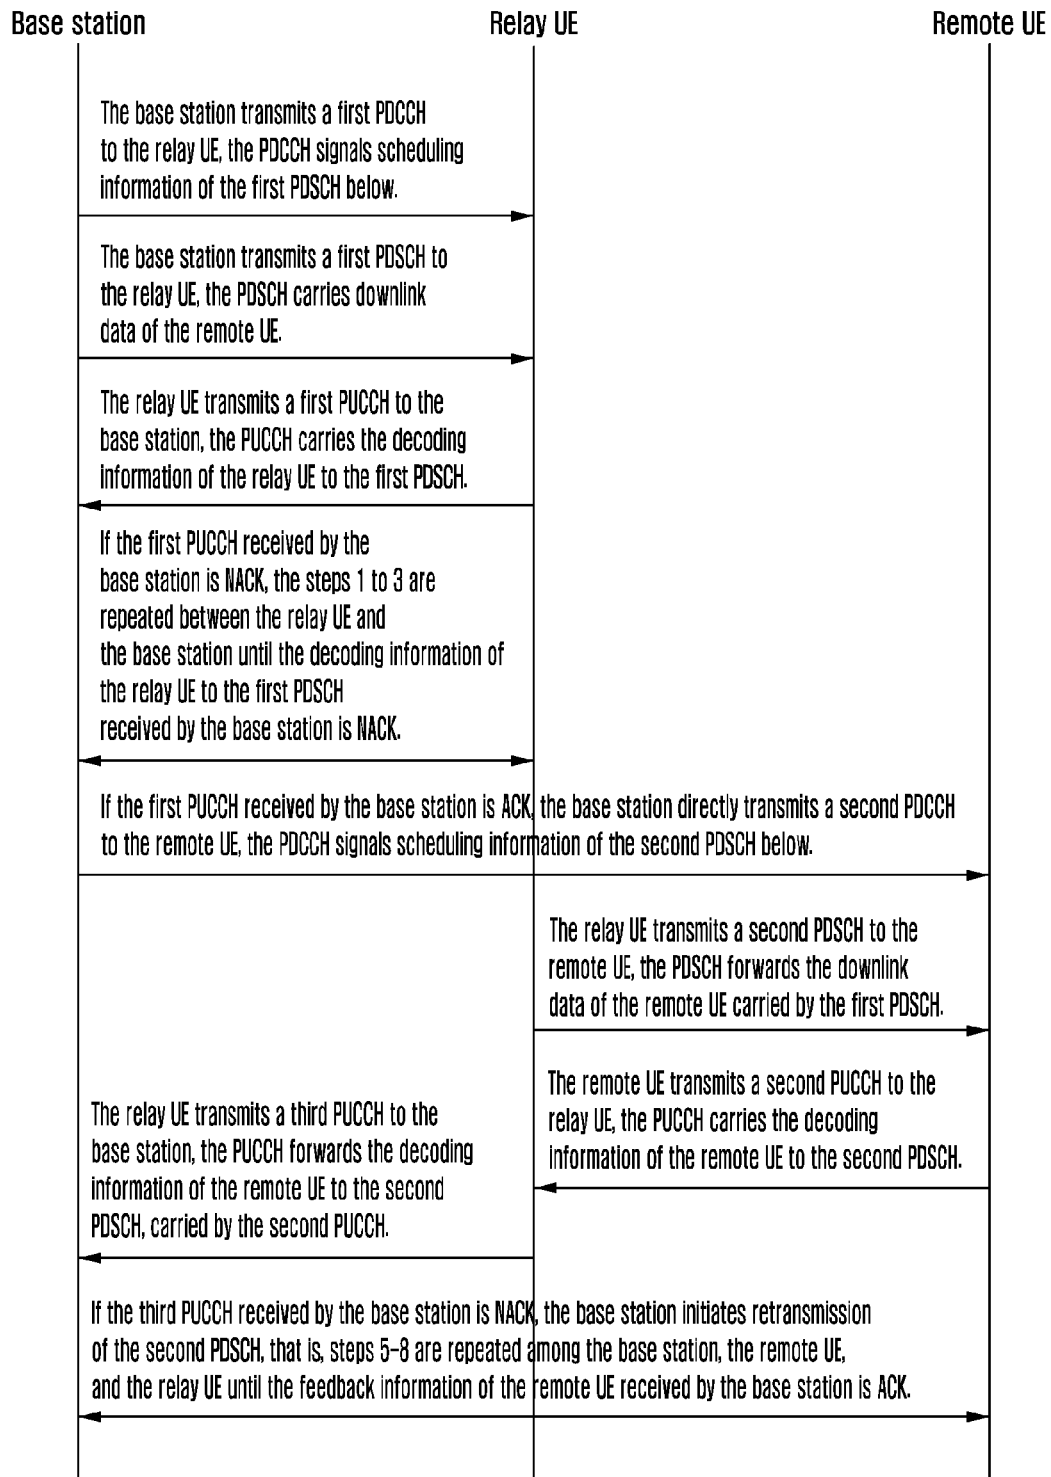 Base station
Relay UE
Remote UE
The base station transmits a first PDCCH
to the relay UE, the PDCCH signals scheduling
information of the first PDSCH below.
The base station transmits a first PDSCH to
the relay UE, the PDSCH carries downlink
data of the remote UE.
The relay UE transmits a first PUCCH to the
base station, the PUCCH carries the decoding
information of the relay UE to the first PDSCH.
If the first PUCCH received by the
base station is NACK, the steps 1 to 3 are
repeated between the relay UE and
the base station until the decoding information of
the relay UE to the first PDSCH
received by the base station is NACK.
If the first PUCCH received by the base station is ACK, the base station directly transmits a second PDCCH
to the remote UE, the PDCCH signals scheduling information of the second PDSCH below.
The relay UE transmits a second PDSCH to the
remote UE, the PDSCH forwards the downlink
data of the remote UE carried by the first PDSCH.
The remote UE transmits a second PUCCH to the
relay UE, the PUCCH carries the decoding
information of the remote UE to the second PDSCH.
The relay UE transmits a third PUCCH to the
base station, the PUCCH forwards the decoding
information of the remote UE to the second
PDSCH, carried by the second PUCCH.
If the third PUCCH received by the base station is NACK, the base station initiates retransmission
of the second PDSCH, that is, steps 5-8 are repeated among the base station, the remote UE,
and the relay UE until the feedback information of the remote UE received by the base station is ACK.